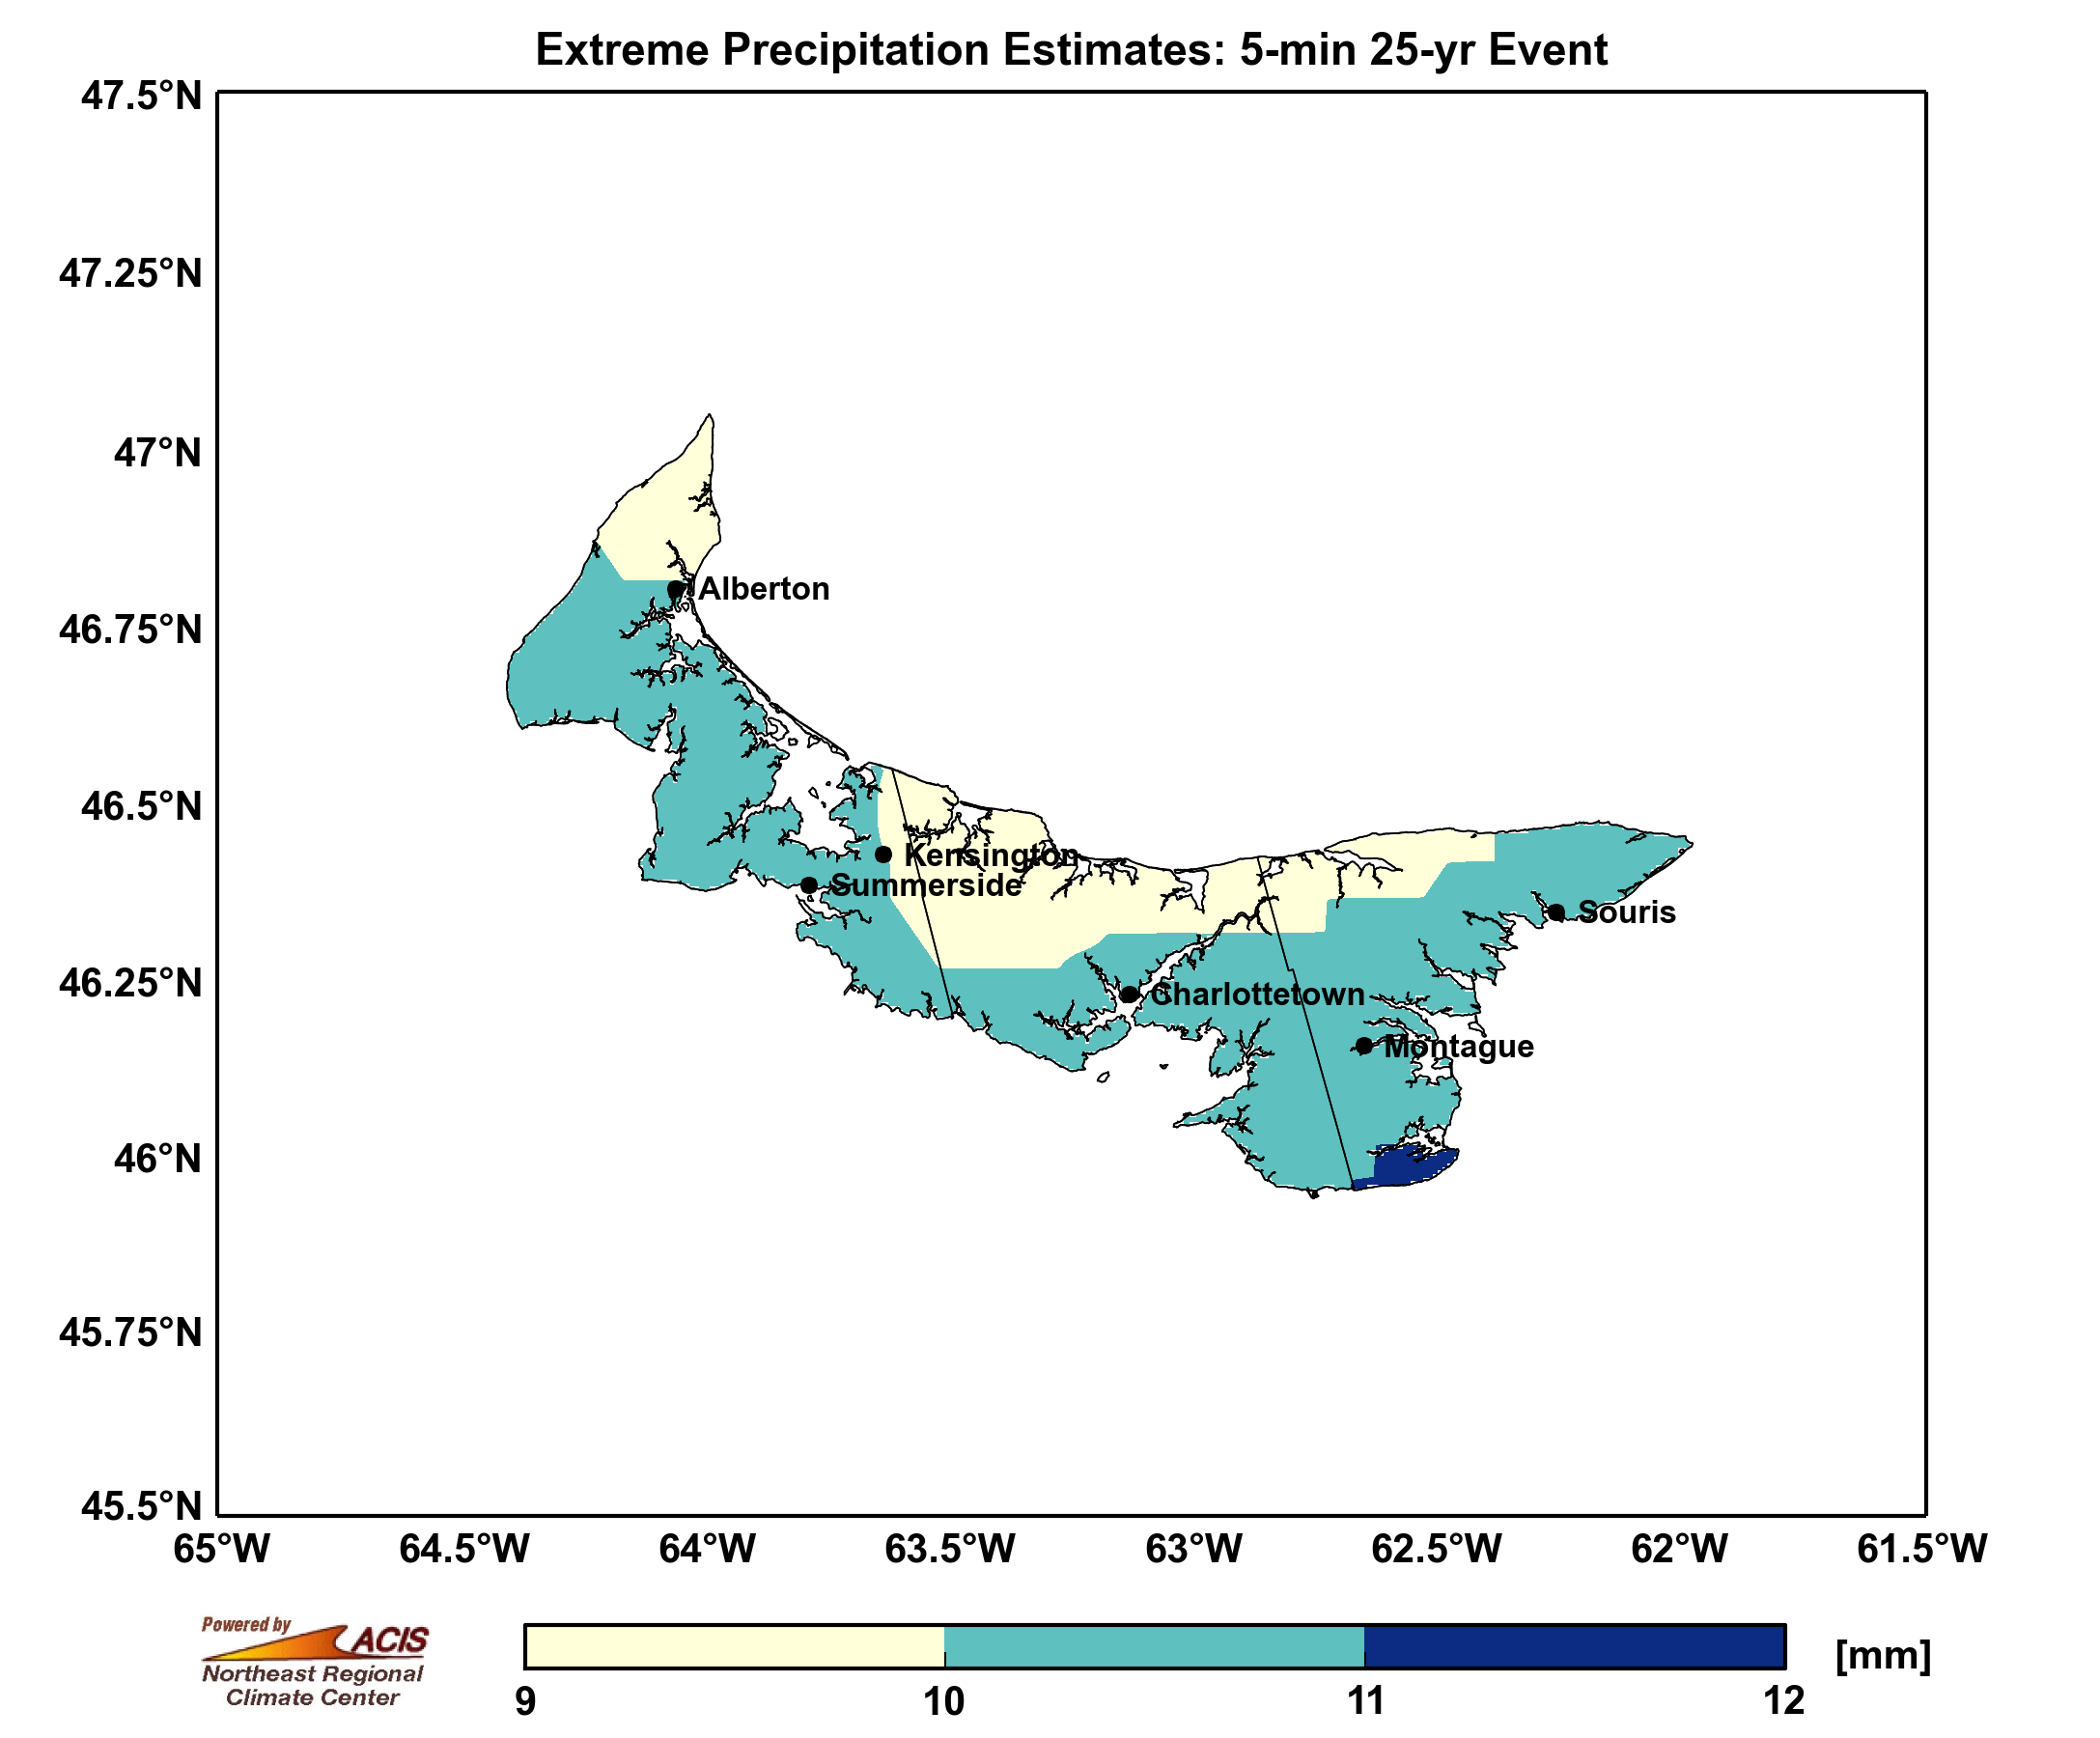 Extreme Precipitation Estimates: 5-min 25-yr Event
47.5°N
47.25°N
47°N
46.75°N
46.5°N
46.25°N
46°N
45.75°N
45.5°N
Alberton
Kensington
Summerside
Souris
Charlottetown
Montague
65°W 64.5°W 64°W 63.5°W 63°W 62.5°W 62°W 61.5°W
Powered by
ACIS
Northeast Regional
Climate Center
[mm]
9 10 11 12